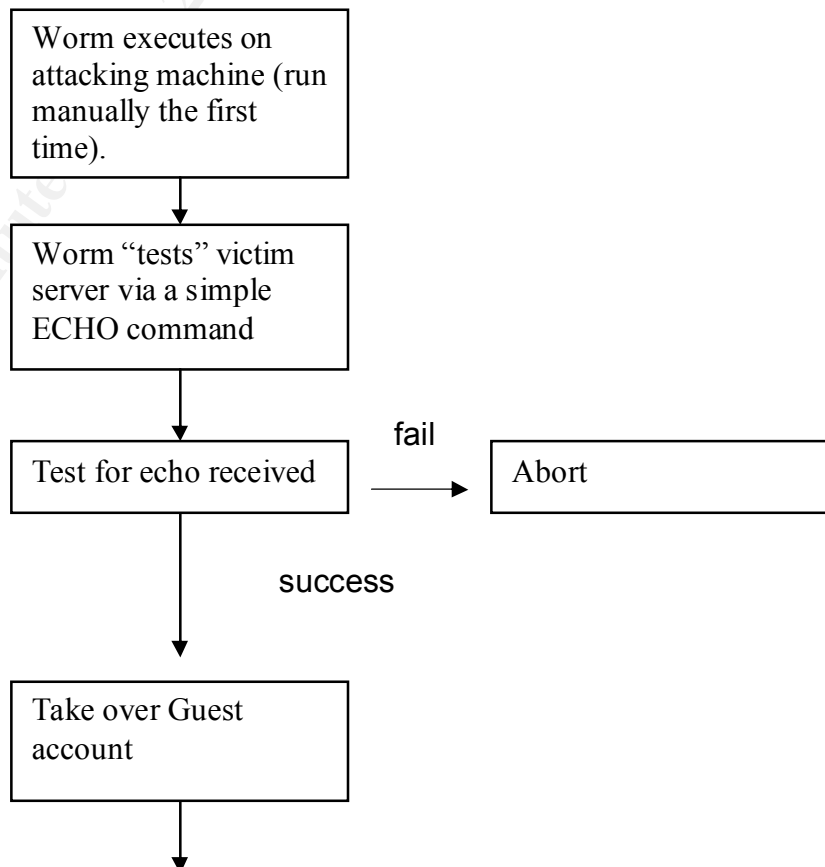 Worm executes on
attacking machine (run
manually the first
time).
Worm “tests” victim
server via a simple
ECHO command
Test for echo received
fail
Abort
success
Take over Guest
account